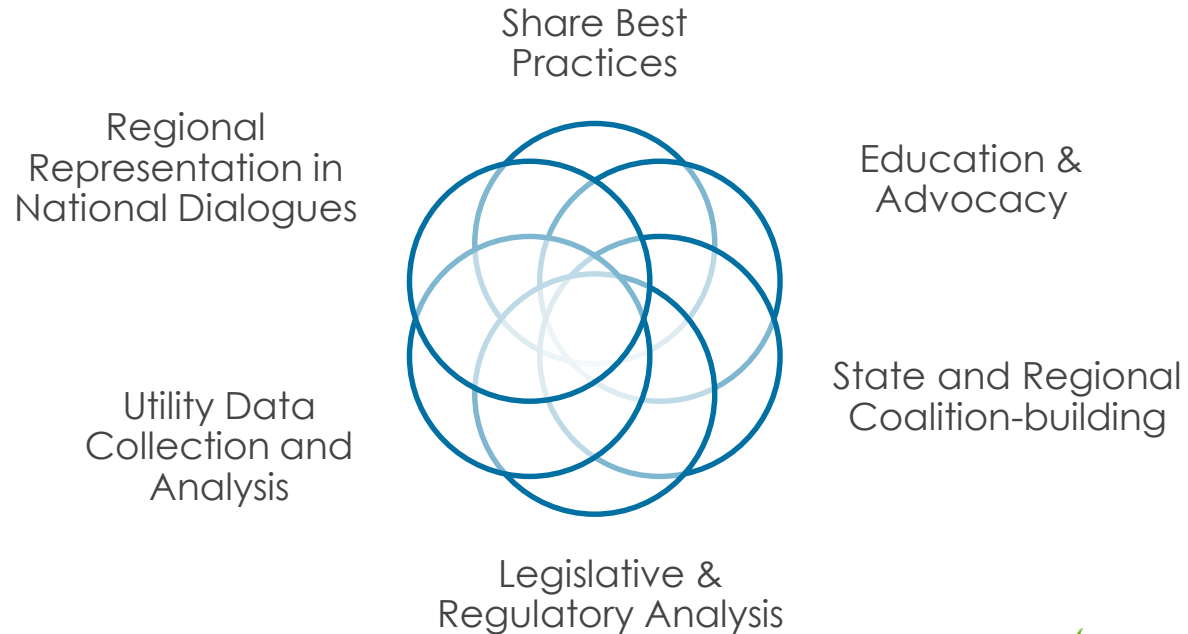 Share Best
Practices
Regional
Representation in
National Dialogues
Education &
Advocacy
State and Regional
Coalition-building
Utility Data
Collection and
Analysis
Legislative &
Regulatory Analysis